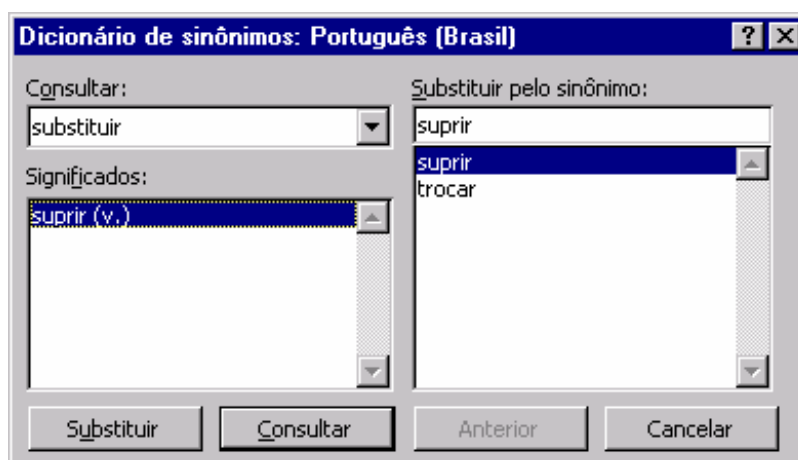 Dicionário de sinônimos: Português (Brasil)
?
Consultar:
substituir
Significados:
suprir (v.)
Substituir pelo sinônimo:
suprir
suprir
trocar
Substituir
Consultar
Anterior
Cancelar